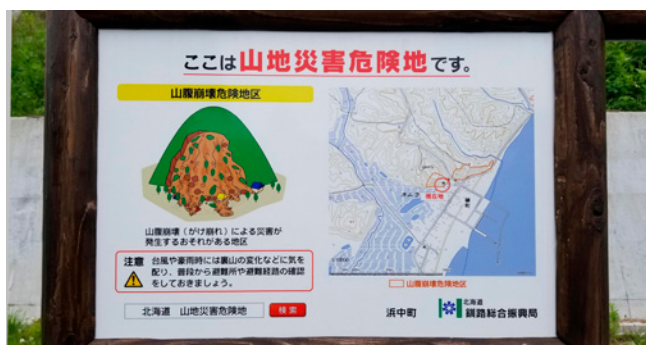 ここは山地災害危険地です。
山腹崩壊危険地区
山腹崩壊（がけ崩れ）による災害が
発生するおそれがある地区
注意 台風や豪雨時には裏山の変化などに気を
配り、普段から避難所や避難経路の確認
をしておきましょう。
北海道 山地災害危険地 検索
現在地
山腹崩壊危険地区
浜中町
北海道
釧路総合振興局